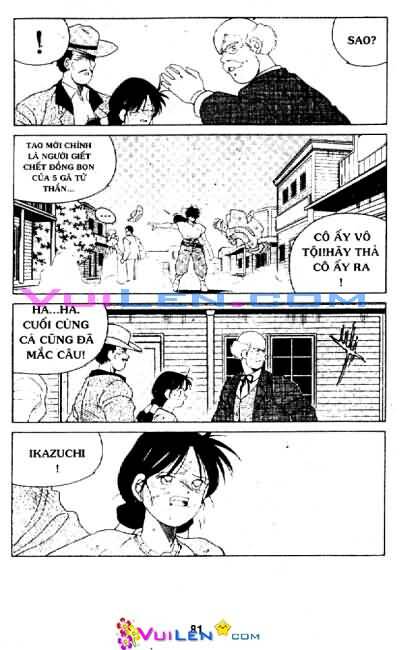 !
SAO?
TAO MỚI CHÍNH
LÀ NGƯỜI GIẾT
CHẾT ĐỒNG BỌN
CỦA 5 GÃ TỬ
THẦN...
...
CÔ ẤY VÔ
TỘI!HÃY THẢ
CÔ ẤY RA
!
VUILEN.COM
HA...HA.
CUỐI CÙNG
CÁ CŨNG ĐÃ
MẮC CÂU!
IKAZUCHI
!
81
VUILEN.COM